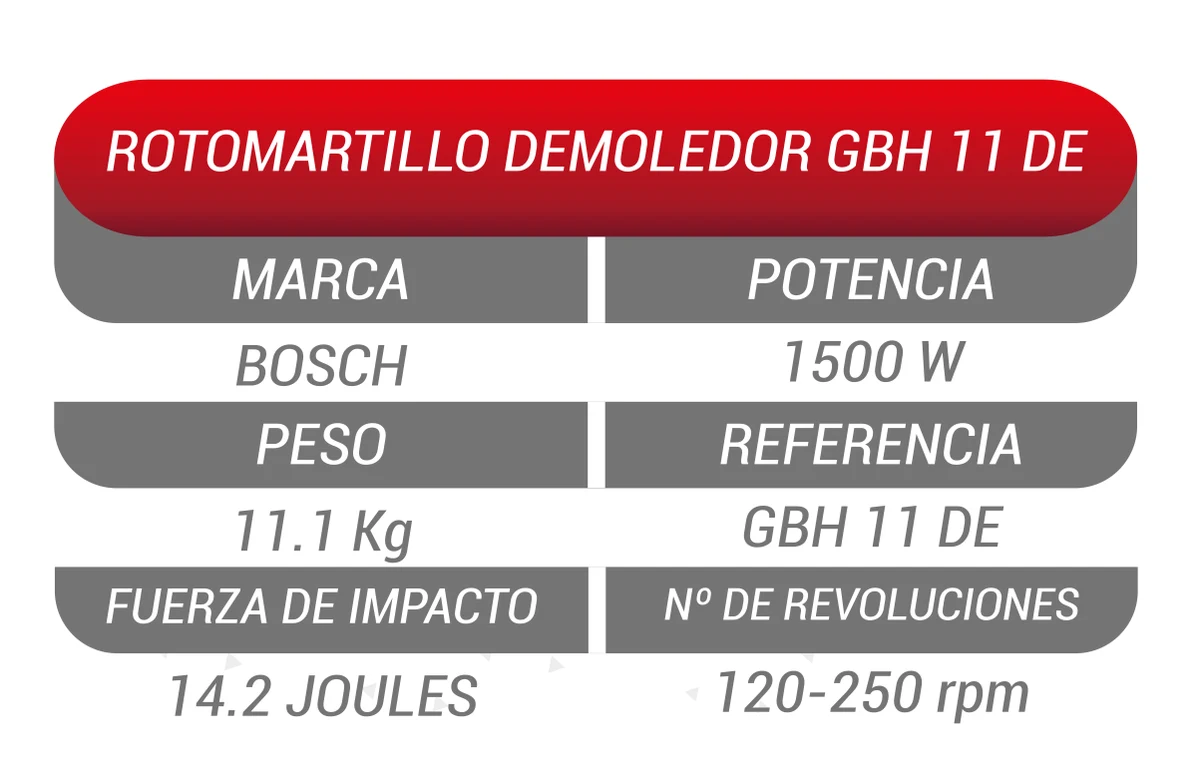 ROTOMARTILLO DEMOLEDOR GBH 11 DE
MARCA POTENCIA
BOSCH 1500 W
PESO REFERENCIA
11.1 Kg GBH 11 DE
FUERZA DE IMPACTO Nº DE REVOLUCIONES
14.2 JOULES 120-250 rpm